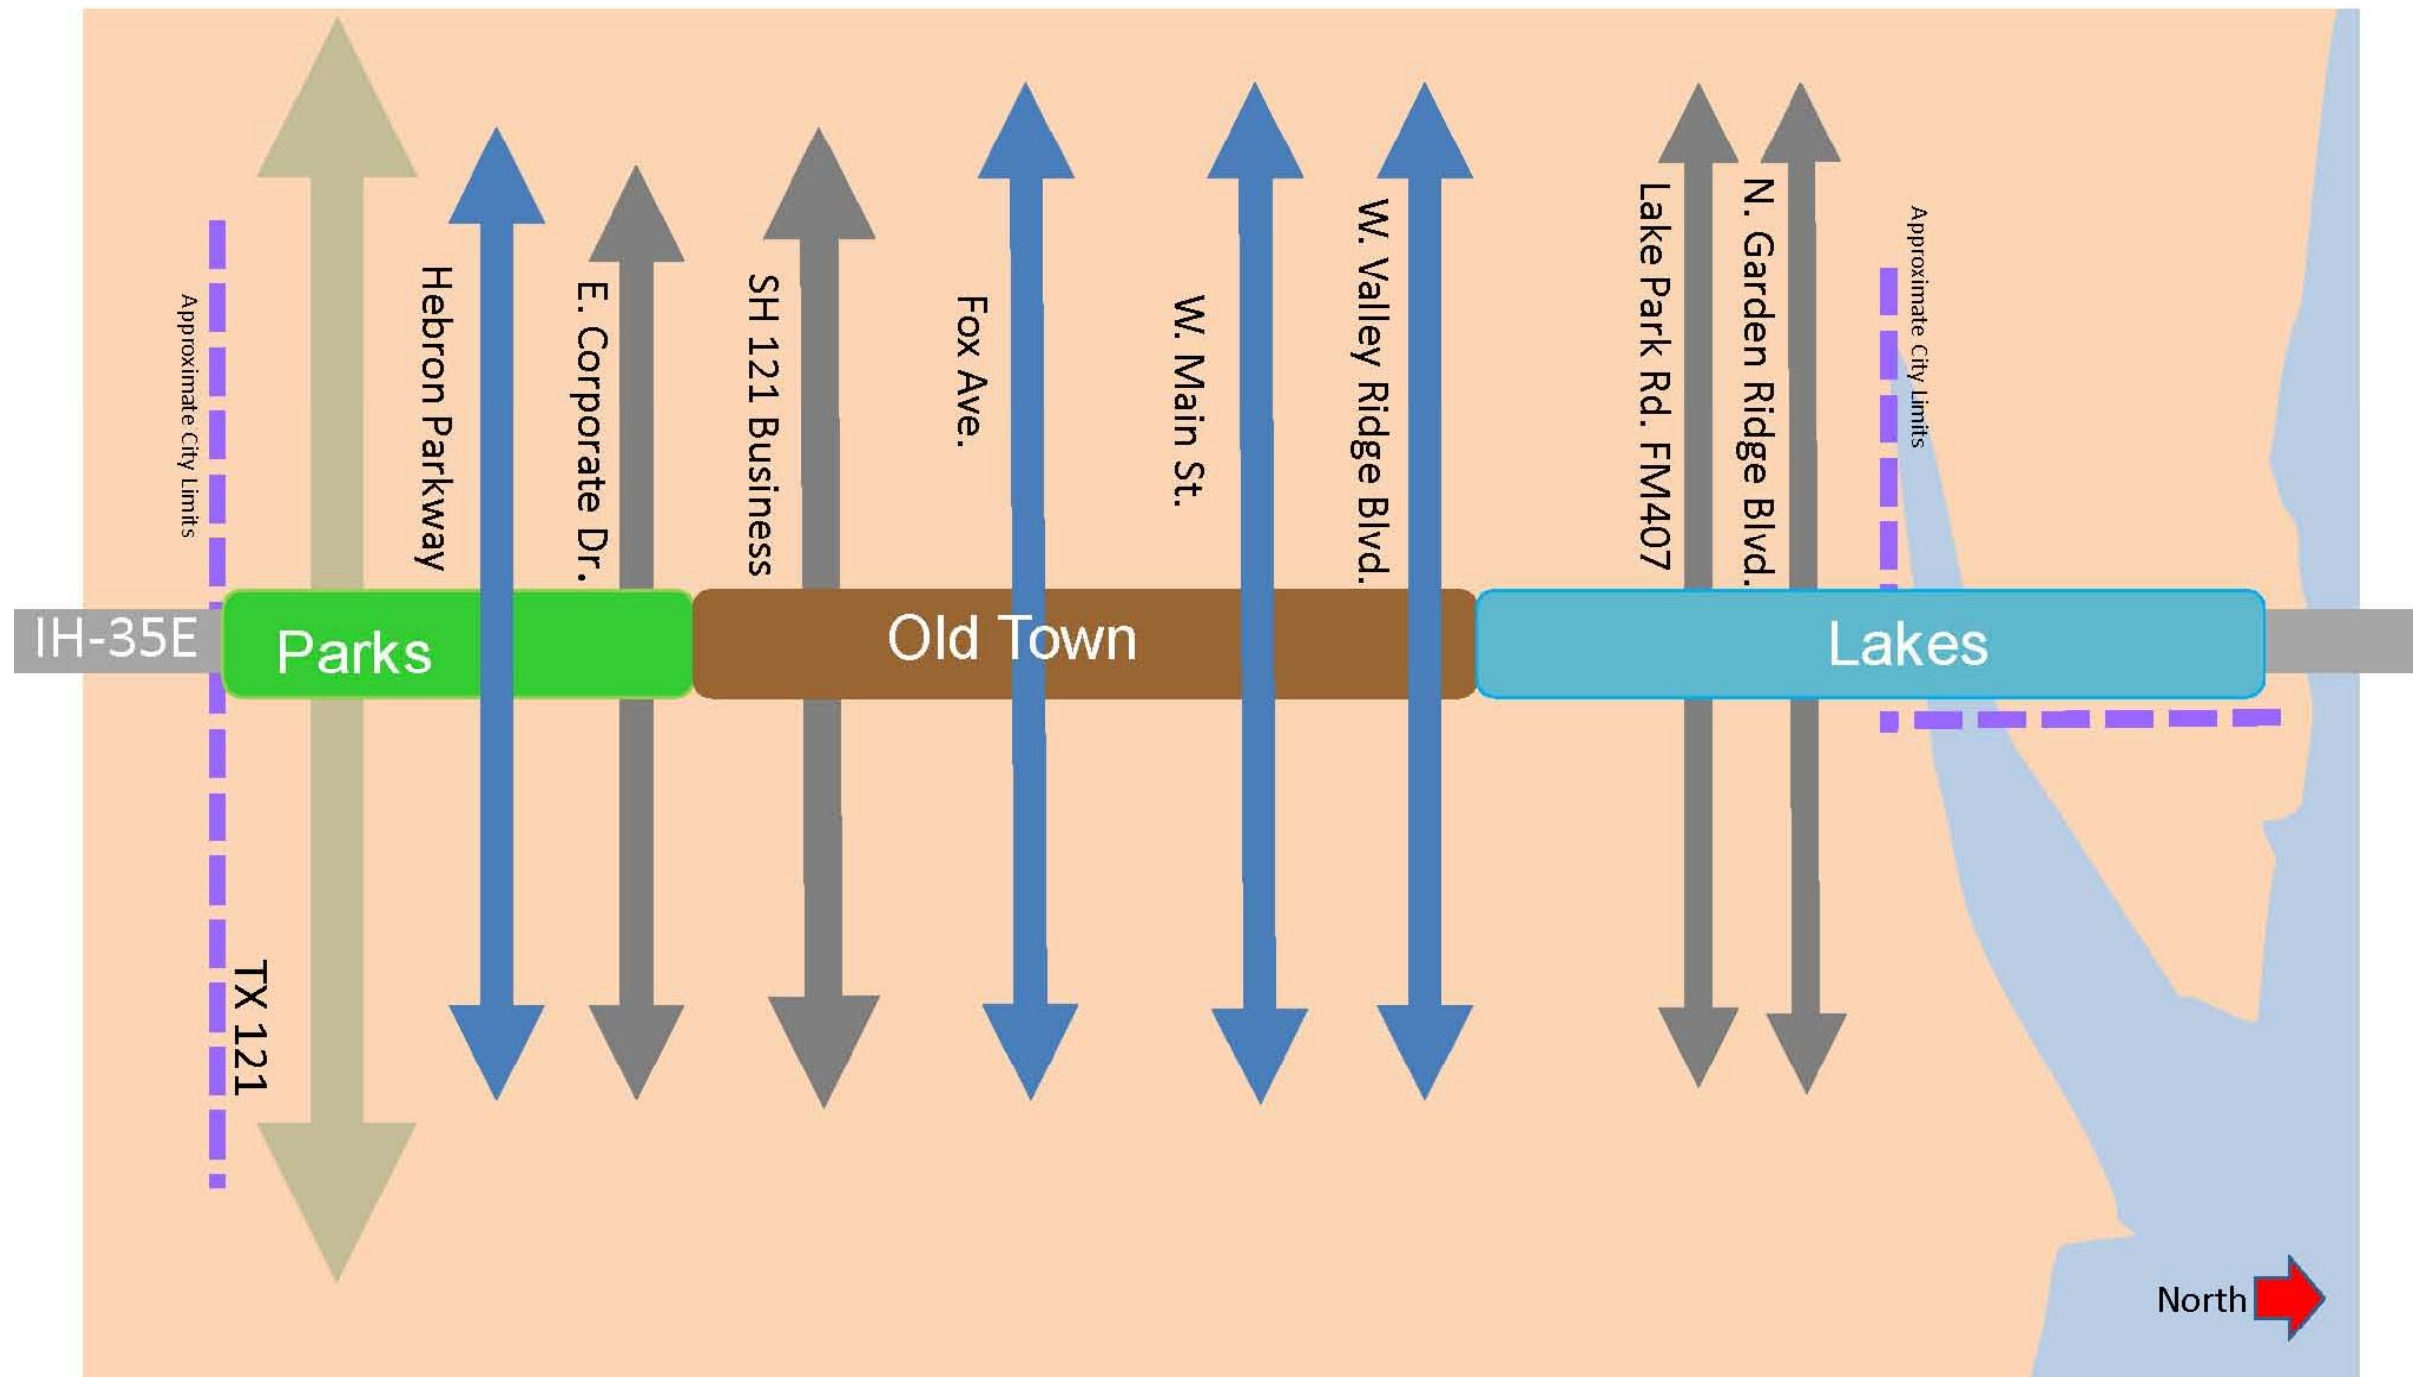 Approximate City Limits
TX 121
Hebron Parkway
E. Corporate Dr.
SH 121 Business
Fox Ave.
W. Main St.
W. Valley Ridge Blvd.
Lake Park Rd. FM407
N. Garden Ridge Blvd.
Approximate City Limits
IH-35E
Parks
Old Town
Lakes
North